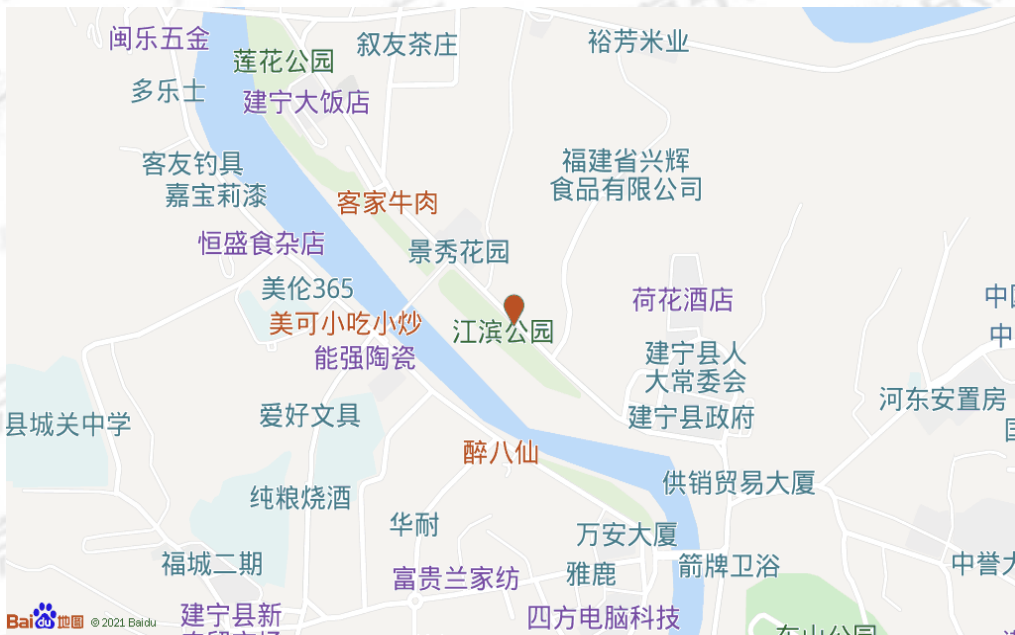 闽乐五金
叙友茶庄
裕芳米业
莲花公园
多乐士
建宁大饭店
客友钓具
福建省兴辉
食品有限公司
嘉宝莉漆
客家牛肉
恒盛食杂店
景秀花园
美伦365
荷花酒店
中
美可小吃小炒
江滨公园
中
能强陶瓷
建宁县人
大常委会
河东安置房
爱好文具
建宁县政府
县城关中学
醉八仙
供销贸易大厦
纯粮烧酒
华耐
万安大厦
福城二期
富贵兰家纺
雅鹿
箭牌卫浴
中誉大
建宁县新
四方电脑科技
Bai du 地图 © 2021 Baidu